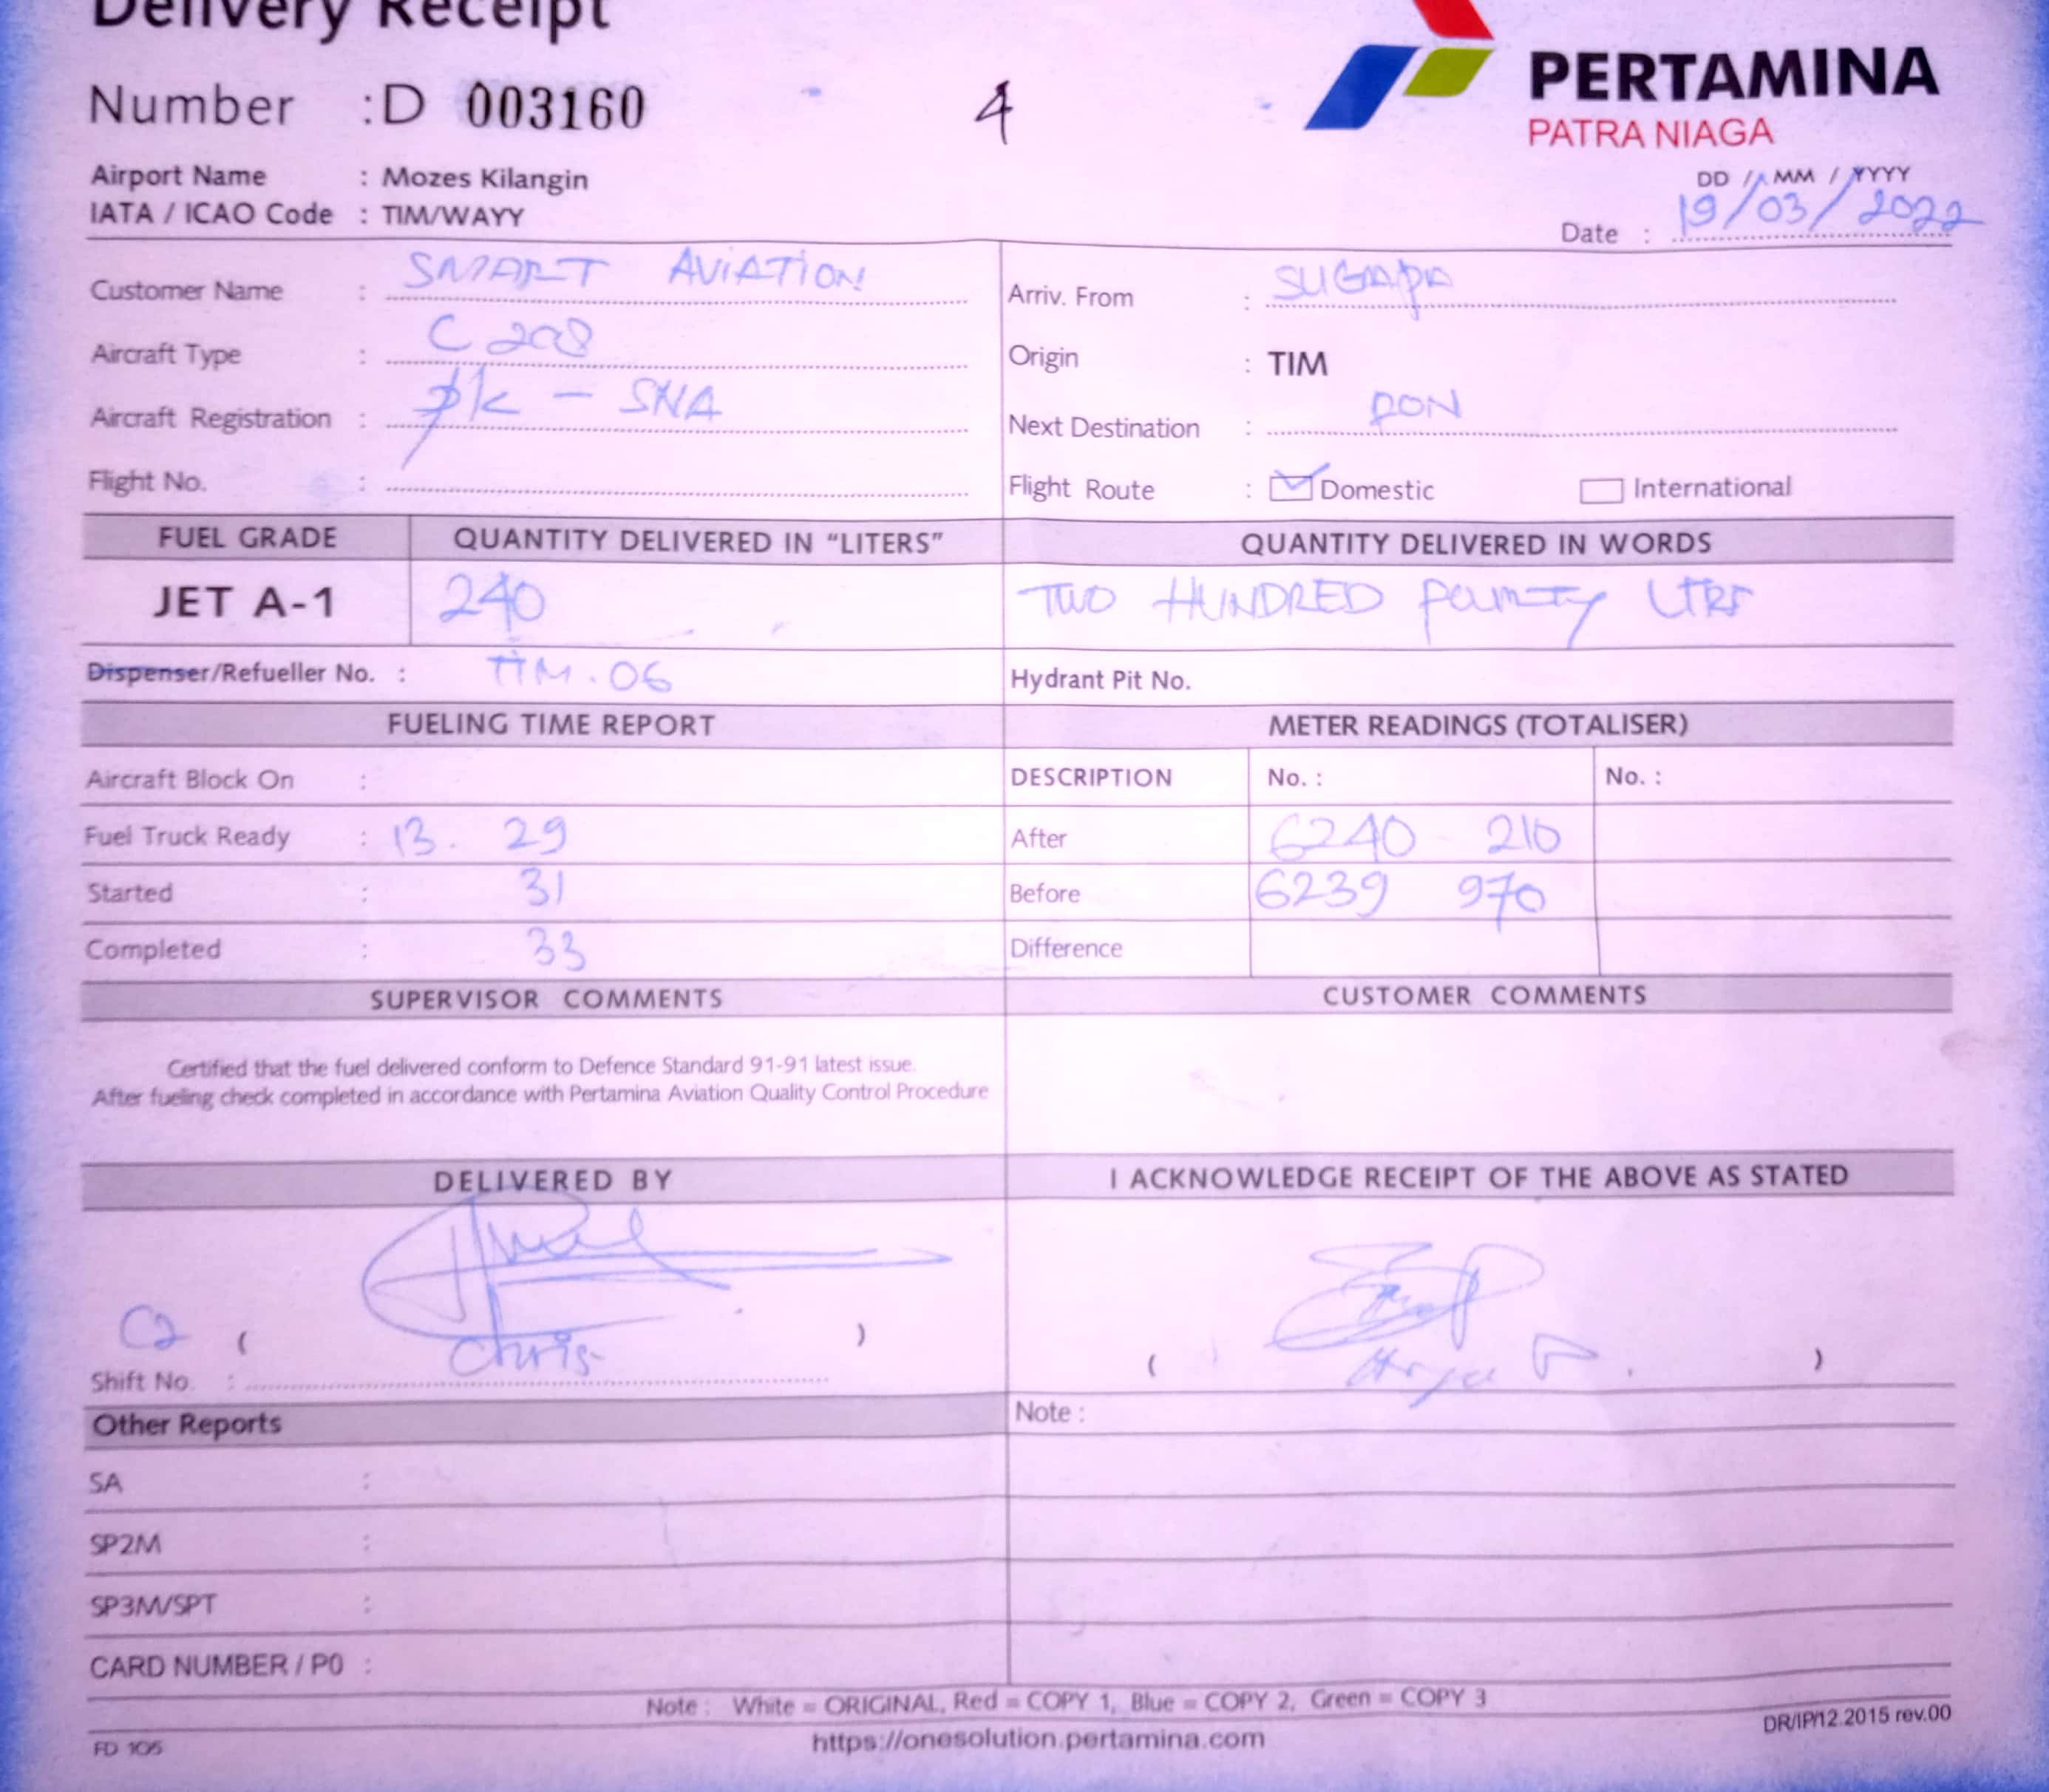 Delivery Receipt
Number : D 003160
4
PERTAMINA
PATRA NIAGA
Airport Name : Mozes Kilangin
IATA / ICAO Code : TIM/WAYY
DD / MM / YYYY
Date : 19/03/2022
Customer Name : SMART AVIATION
Arriv. From : SUGAPA
Aircraft Type : C 208
Origin : TIM
Aircraft Registration : pk - SNA
Next Destination : RON
Flight No. :
Flight Route : Domestic International
FUEL GRADE QUANTITY DELIVERED IN “LITERS” QUANTITY DELIVERED IN WORDS
JET A-1 240 TWO HUNDRED LTRS
Dispenser/Refueller No. : TIM . 06 Hydrant Pit No.
FUELING TIME REPORT METER READINGS (TOTALISER)
Aircraft Block On : DESCRIPTION No. : No. :
Fuel Truck Ready : 13. 29 After 6240 210
Started : 31 Before 6239 970
Completed : 33 Difference
SUPERVISOR COMMENTS CUSTOMER COMMENTS
Certified that the fuel delivered conform to Defence Standard 91-91 latest issue.
After fueling check completed in accordance with Pertamina Aviation Quality Control Procedure
DELIVERED BY I ACKNOWLEDGE RECEIPT OF THE ABOVE AS STATED
C2 ( Chris ) ( )
Shift No. :
Other Reports Note :
SA :
SP2M :
SP3M/SPT :
CARD NUMBER / P0 :
Note : White = ORIGINAL, Red = COPY 1, Blue = COPY 2, Green = COPY 3
DR/IP/12.2015 rev.00
FD 105 https://onesolution.pertamina.com